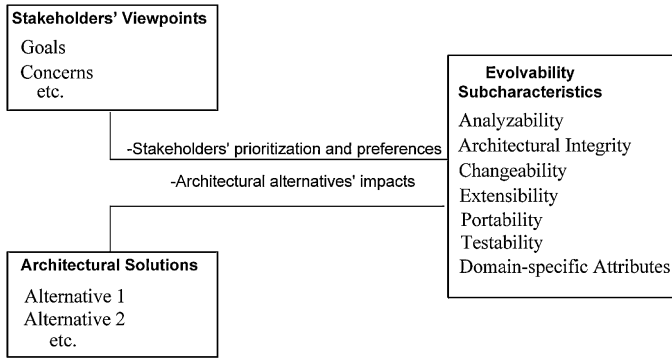 Stakeholders' Viewpoints
Goals
Concerns
etc.
-Stakeholders' prioritization and preferences
-Architectural alternatives' impacts
Architectural Solutions
Alternative 1
Alternative 2
etc.
Evolvability
Subcharacteristics
Analyzability
Architectural Integrity
Changeability
Extensibility
Portability
Testability
Domain-specific Attributes